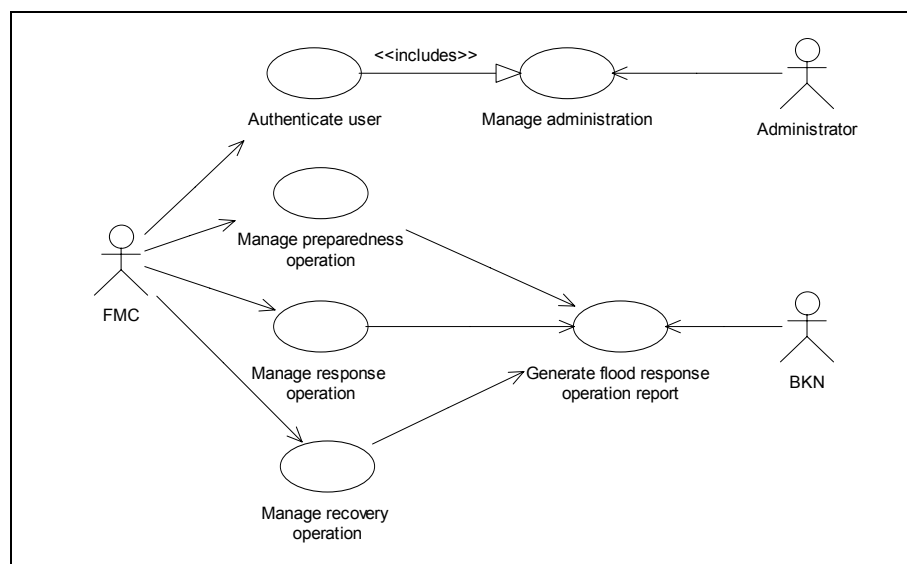 <<includes>>
Authenticate user
Manage administration
Administrator
Manage preparedness
operation
FMC
Manage response
operation
Generate flood response
operation report
BKN
Manage recovery
operation